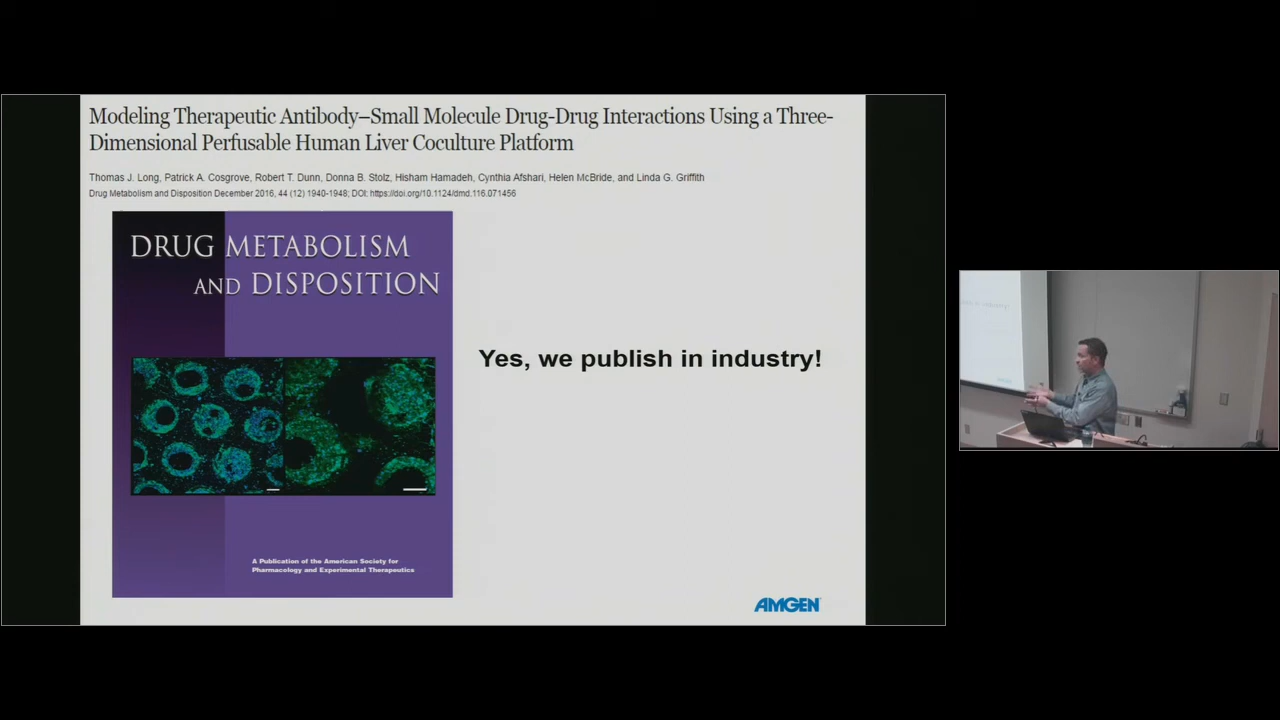 Modeling Therapeutic Antibody–Small Molecule Drug-Drug Interactions Using a Three-
Dimensional Perfusable Human Liver Coculture Platform
Thomas J. Long, Patrick A. Cosgrove, Robert T. Dunn, Donna B. Stolz, Hisham Hamadeh, Cynthia Afshari, Helen McBride, and Linda G. Griffith
Drug Metabolism and Disposition December 2016, 44 (12) 1940-1948; DOI: https://doi.org/10.1124/dmd.116.071456
DRUG METABOLISM
AND DISPOSITION
Yes, we publish in industry!
A Publication of the American Society for
Pharmacology and Experimental Therapeutics
AMGEN